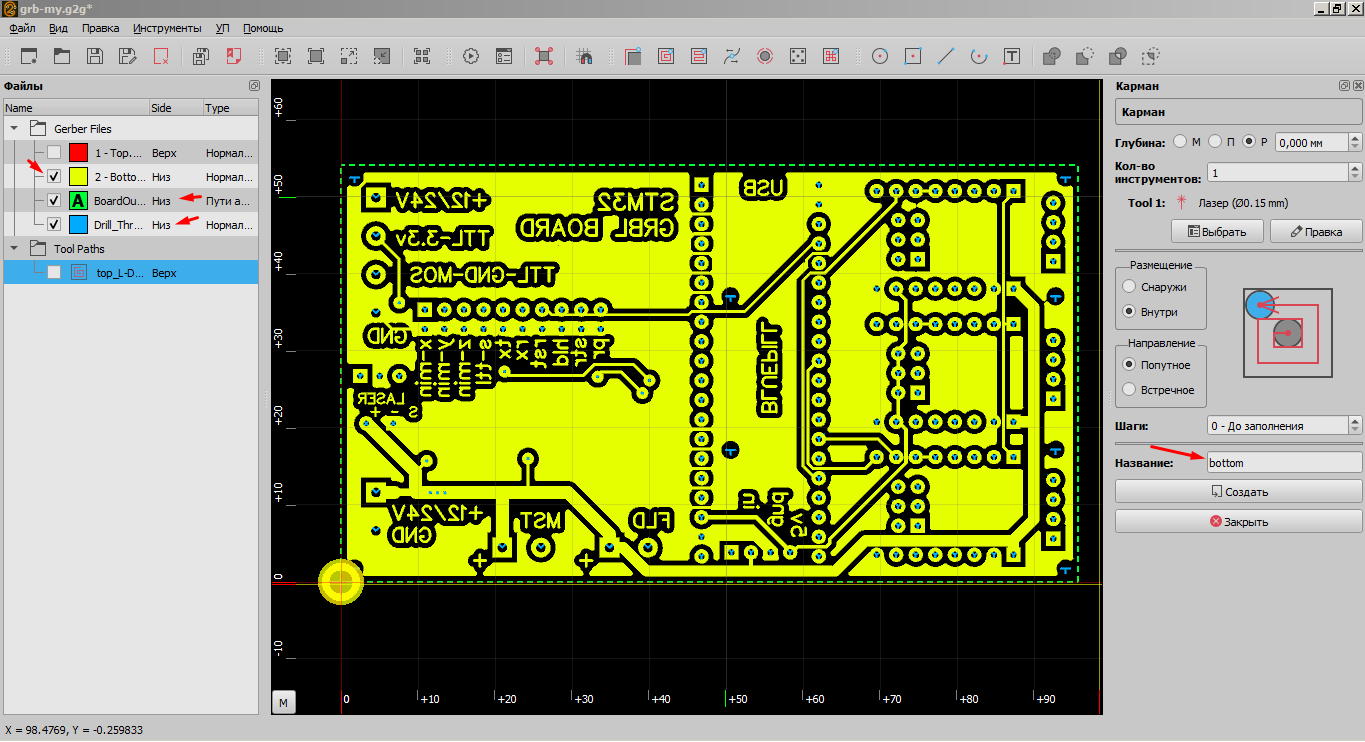 grb-my.g2g*
Файл Вид Правка Инструменты УП Помощь
Файлы
Name Side Type
Gerber Files
1 - Top.... Верх Нормал...
2 - Botto... Низ Нормал...
A BoardOu... Низ Пути а...
Drill_Thr... Низ Нормал...
Tool Paths
top_L-D... Верх
+60
+50
+40
+30
+20
+10
0
-10
+12/24V
TTL-3.3v
TTL-GND-MOS
STM32
GRBL BOARD
USB
GND
x-min
y-min
z-min
s-ttl
tx
rx
rst
hld
str
prb
LASER
S - +
BLUEPILL
+12/24V
GND
MST
FLD
+
+
in
gnd
5v
M
0 +10 +20 +30 +40 +50 +60 +70 +80 +90
Карман
Карман
Глубина: М П Р 0,000 мм
Кол-во
инструментов: 1
Tool 1: Лазер (Ø0.15 mm)
Выбрать Правка
Размещение
Снаружи
Внутри
Направление
Попутное
Встречное
Шаги: 0 - До заполнения
Название: bottom
Создать
Закрыть
X = 98.4769, Y = -0.259833